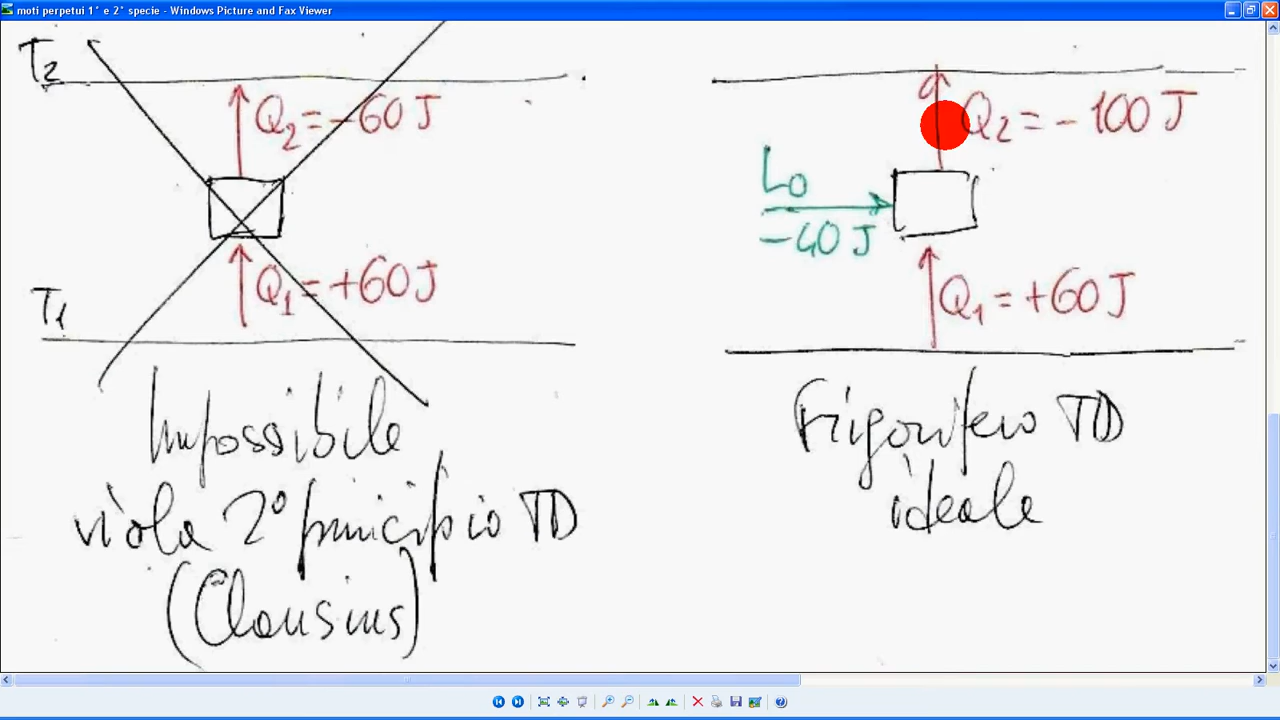 moti perpetui 1° e 2° specie - Windows Picture and Fax Viewer
T2
Q2 = -60 J
Q1 = +60 J
T1
Impossibile
viola 2° principio TD
(Clausius)
Q2 = -100 J
L0
-40 J
Q1 = +60 J
Frigorifero TD
ideale